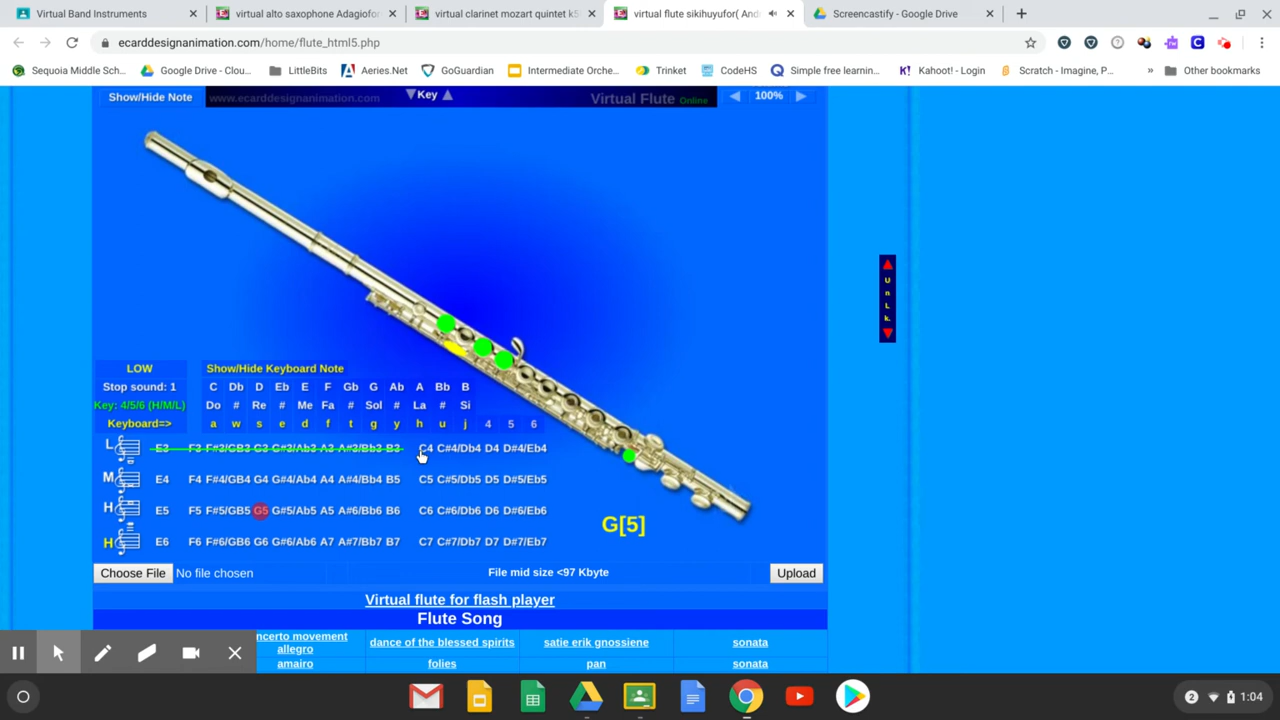 Virtual Band Instruments
virtual alto saxophone Adagiofor
virtual clarinet mozart quintet k5
virtual flute sikihuyufor( And
Screencastify - Google Drive
ecarddesignanimation.com/home/flute_html5.php
Sequoia Middle Sch...
Google Drive - Clou...
LittleBits
Aeries.Net
GoGuardian
Intermediate Orche...
Trinket
CodeHS
Simple free learnin...
Kahoot! - Login
Scratch - Imagine, P...
»
Other bookmarks
Show/Hide Note
www.ecarddesignanimation.com
Key
Virtual Flute Online
100%
U
n
L
k
LOW
Show/Hide Keyboard Note
Stop sound: 1
C Db D Eb E F Gb G Ab A Bb B
Key: 4/5/6 (H/M/L)
Do # Re # Me Fa # Sol # La # Si
Keyboard=>
a w s e d f t g y h u j 4 5 6
L E3 F3 F#3/GB3 G3 G#3/Ab3 A3 A#3/Bb3 B3 C4 C#4/Db4 D4 D#4/Eb4
M E4 F4 F#4/GB4 G4 G#4/Ab4 A4 A#4/Bb4 B5 C5 C#5/Db5 D5 D#5/Eb5
H E5 F5 F#5/GB5 G5 G#5/Ab5 A5 A#6/Bb6 B6 C6 C#6/Db6 D6 D#6/Eb6
H E6 F6 F#6/GB6 G6 G#6/Ab6 A7 A#7/Bb7 B7 C7 C#7/Db7 D7 D#7/Eb7
G[5]
Choose File No file chosen
File mid size <97 Kbyte
Upload
Virtual flute for flash player
Flute Song
ncerto movement
allegro
dance of the blessed spirits
satie erik gnossiene
sonata
amairo
folies
pan
sonata
2
1:04